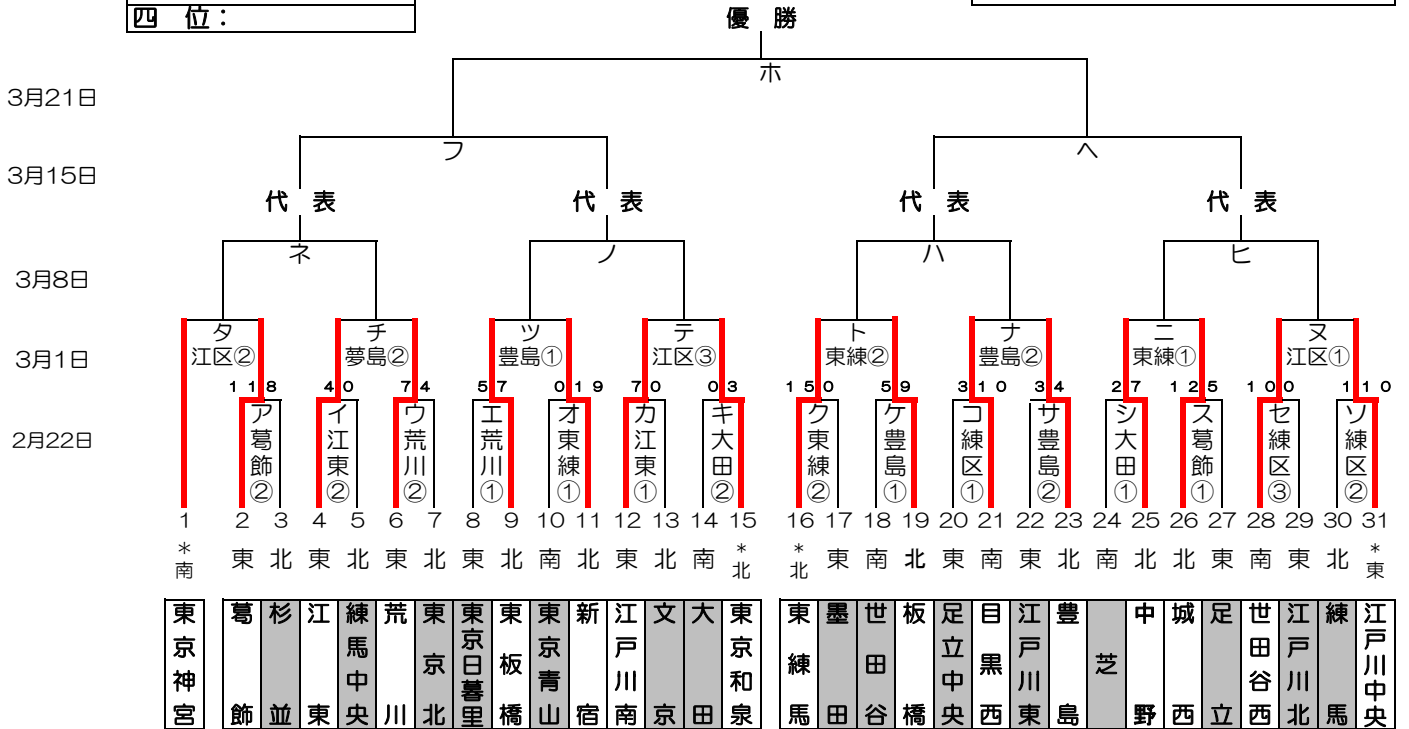 四 位：
優 勝
ホ
3月21日
フ
ヘ
3月15日
代 表
代 表
代 表
代 表
ネ
ノ
ハ
ヒ
3月8日
タ
チ
ツ
テ
ト
ナ
ニ
ヌ
3月1日
江区②
夢島②
豊島①
江区③
東練②
豊島②
東練①
江区①
1 1 8
4 0
7 4
5 7
0 1 9
7 0
0 3
1 5 0
5 9
3 1 0
3 4
2 7
1 2 5
1 0 0
1 1 0
2月22日
ア葛飾②
イ江東②
ウ荒川②
エ荒川①
オ東練①
カ江東①
キ大田②
ク東練②
ケ豊島①
コ練区①
サ豊島②
シ大田①
ス葛飾①
セ練区③
ソ練区②
1 2 3 4 5 6 7 8 9 10 11 12 13 14 15 16 17 18 19 20 21 22 23 24 25 26 27 28 29 30 31
*南 東 北 東 北 東 北 東 北 南 北 東 北 南 *北 *北 東 南 北 東 南 東 北 南 北 北 東 南 東 北 *東
東京神宮
葛飾
杉並
江東
練馬中央
荒川
東京北
東京日暮里
東板橋
東京青山
新宿
江戸川南
文京
大田
東京和泉
東練馬
墨田
世田谷
板橋
足立中央
目黒西
江戸川東
豊島
芝
中野
城西
足立
世田谷西
江戸川北
練馬
江戸川中央